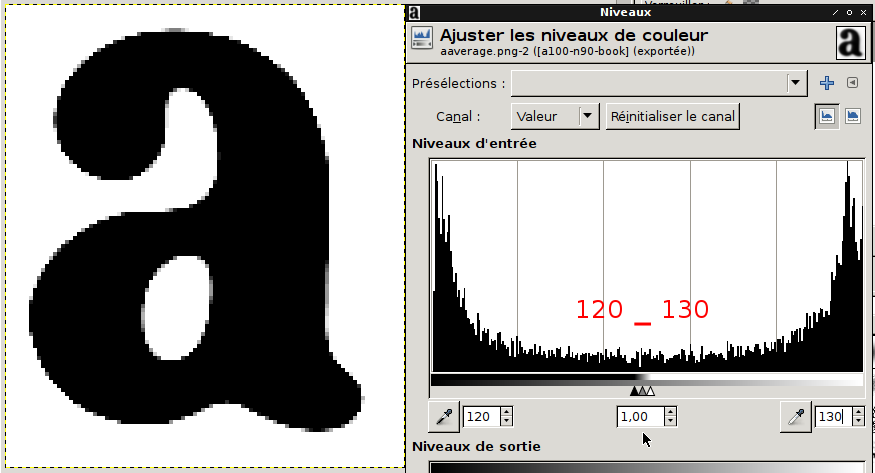 a
Niveaux
Ajuster les niveaux de couleur
aaverage.png-2 ([a100-n90-book] (exportée))
a
Présélections :
Canal :
Valeur
Réinitialiser le canal
Niveaux d'entrée
120 _ 130
120
1,00
130
Niveaux de sortie